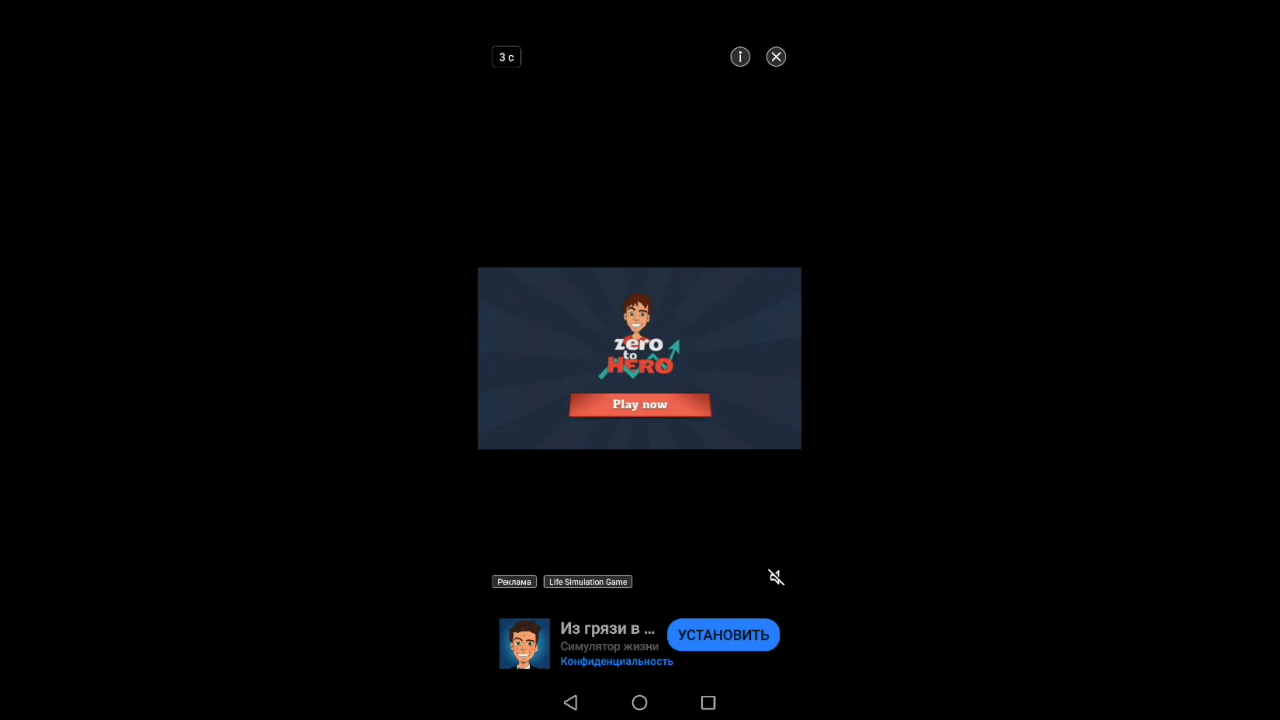 3 с
zero
to
HERO
Play now
Реклама
Life Simulation Game
Из грязи в ...
Симулятор жизни
Конфиденциальность
УСТАНОВИТЬ